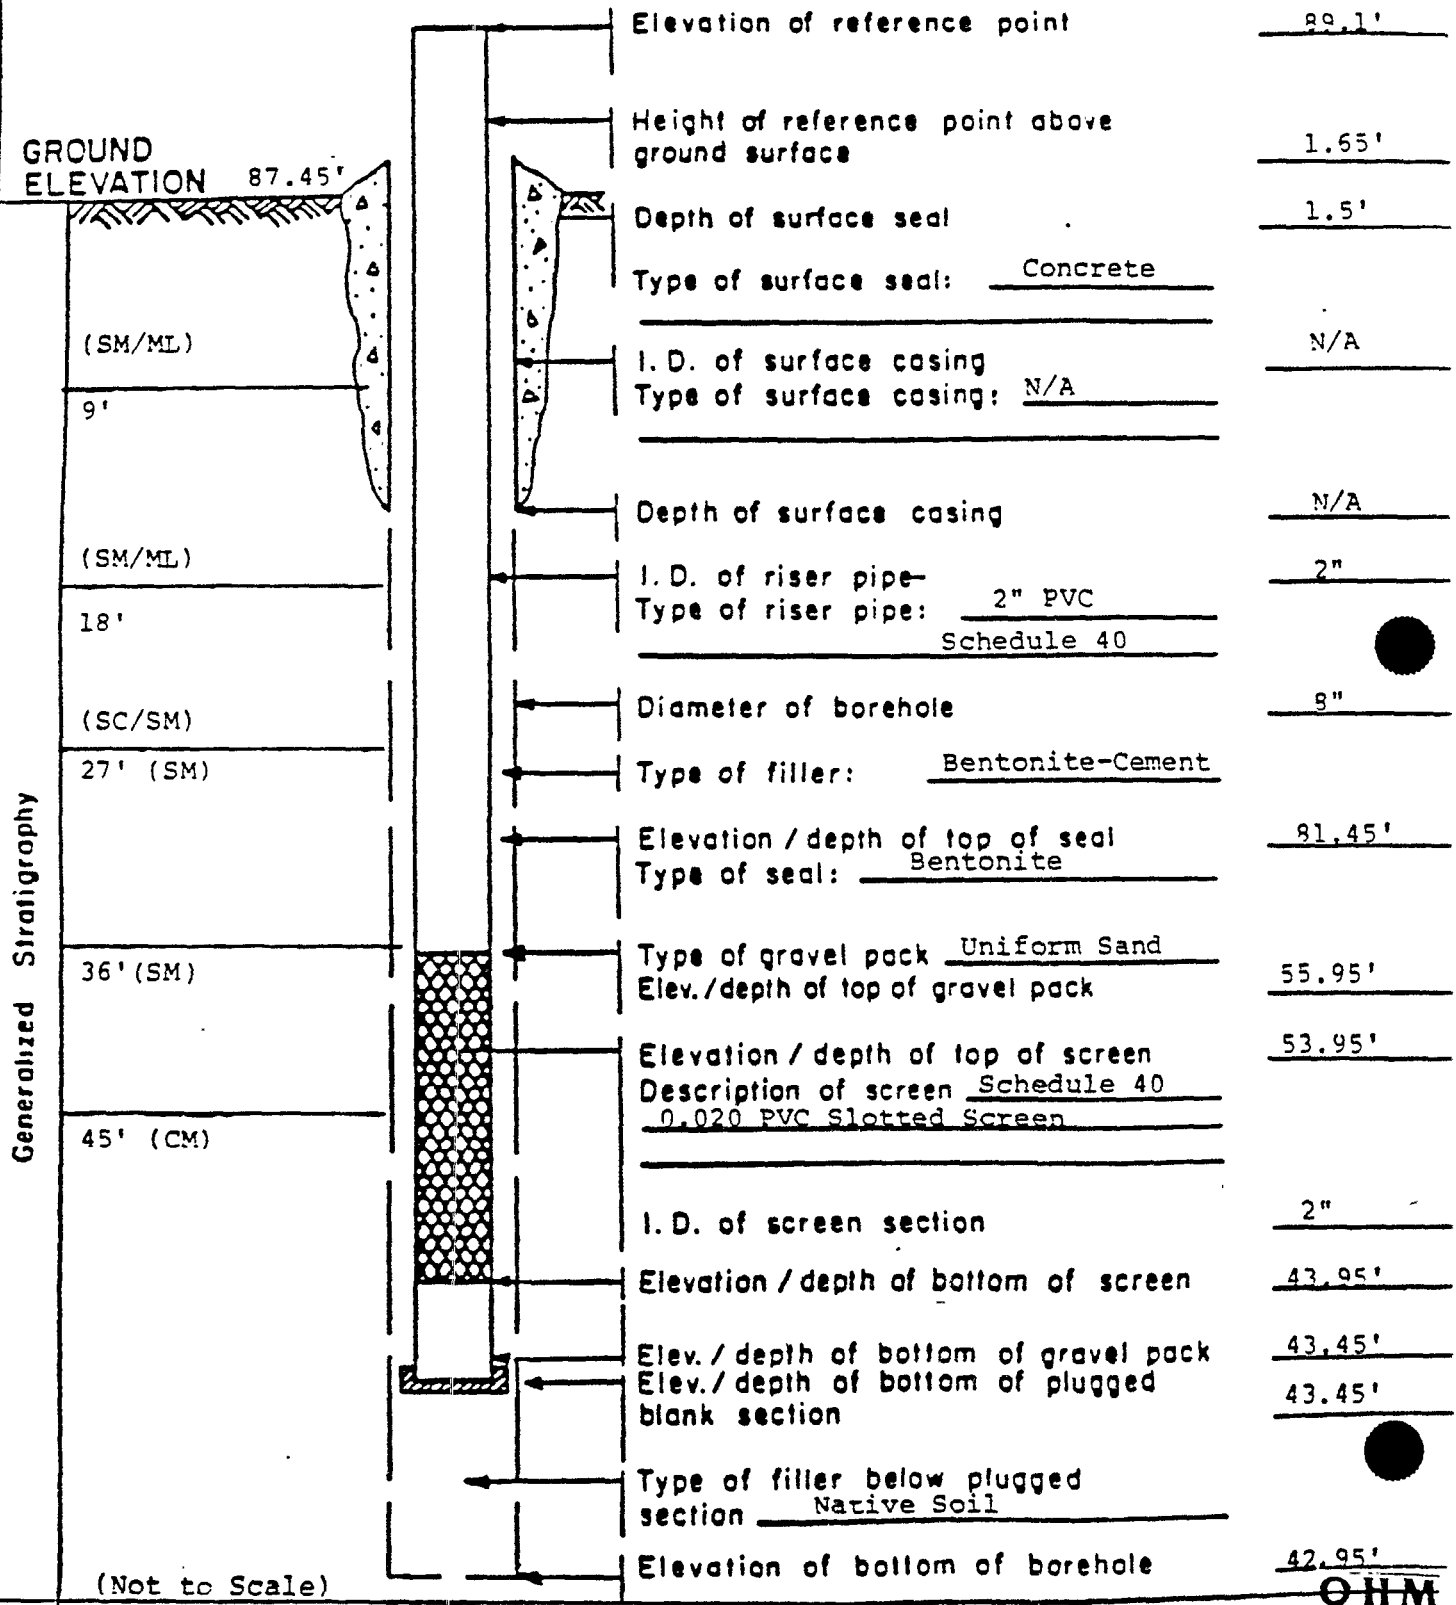 Elevation of reference point 89.1'
Height of reference point above
ground surface 1.65'
GROUND
ELEVATION 87.45'
Depth of surface seal 1.5'
Type of surface seal: Concrete
(SM/ML)
I.D. of surface casing N/A
Type of surface casing: N/A
9'
Depth of surface casing N/A
(SM/ML)
I.D. of riser pipe- 2"
Type of riser pipe: 2" PVC
Schedule 40
18'
Diameter of borehole 8"
(SC/SM)
27' (SM)
Type of filler: Bentonite-Cement
Elevation / depth of top of seal 81.45'
Type of seal: Bentonite
Generalized Stratigraphy
Type of gravel pack Uniform Sand
Elev./depth of top of gravel pack 55.95'
36' (SM)
Elevation / depth of top of screen 53.95'
Description of screen Schedule 40
0.020 PVC Slotted Screen
45' (CM)
I.D. of screen section 2"
Elevation / depth of bottom of screen 43.95'
Elev. / depth of bottom of gravel pack 43.45'
Elev. / depth of bottom of plugged
blank section 43.45'
Type of filler below plugged
section Native Soil
Elevation of bottom of borehole 42.95'
(Not to Scale)
OHM